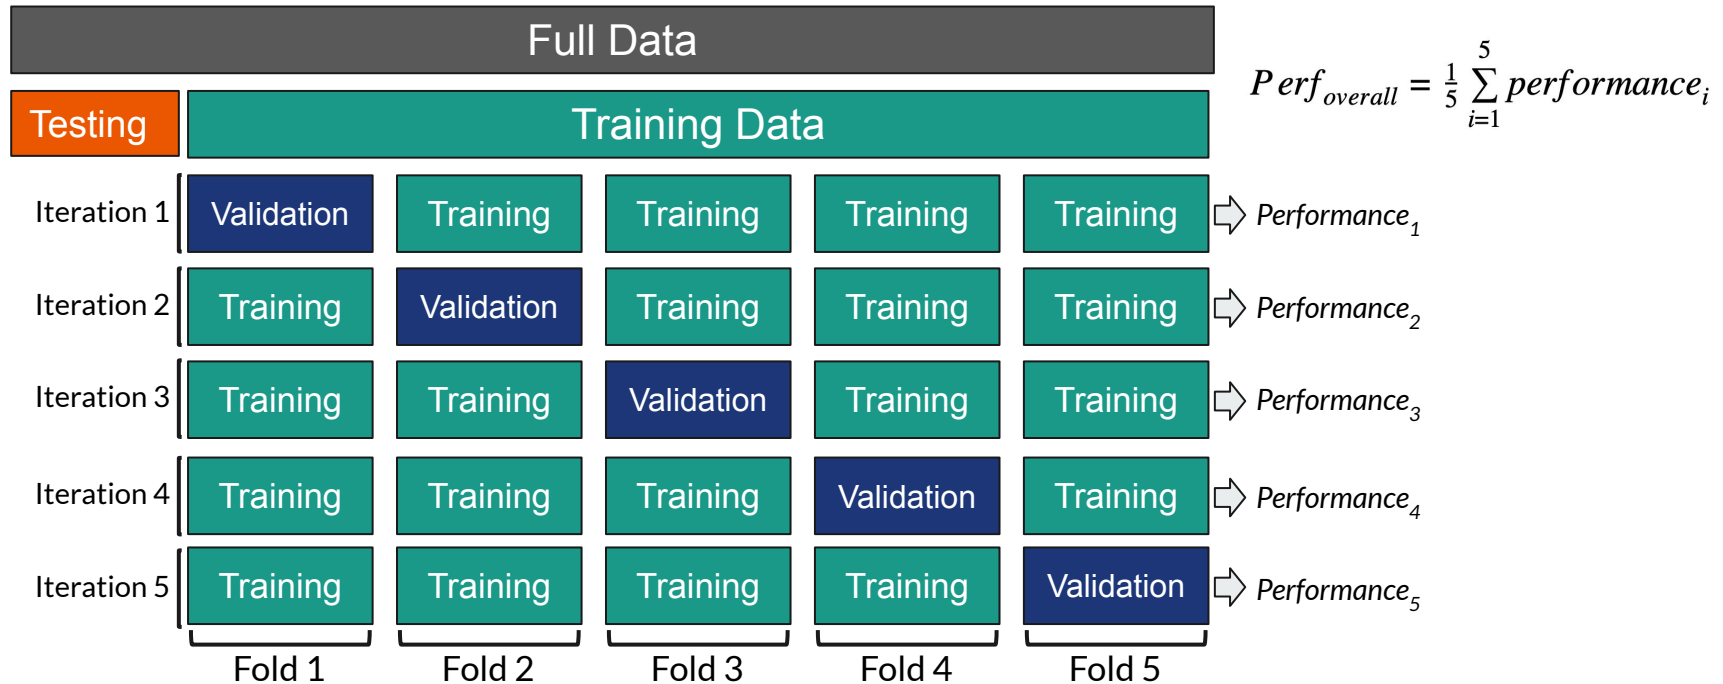 Full Data
Perf_overall = 1/5 5∑i=1 performance_i
Testing Training Data
Iteration 1 Validation Training Training Training Training Performance_1
Iteration 2 Training Validation Training Training Training Performance_2
Iteration 3 Training Training Validation Training Training Performance_3
Iteration 4 Training Training Training Validation Training Performance_4
Iteration 5 Training Training Training Training Validation Performance_5
Fold 1 Fold 2 Fold 3 Fold 4 Fold 5